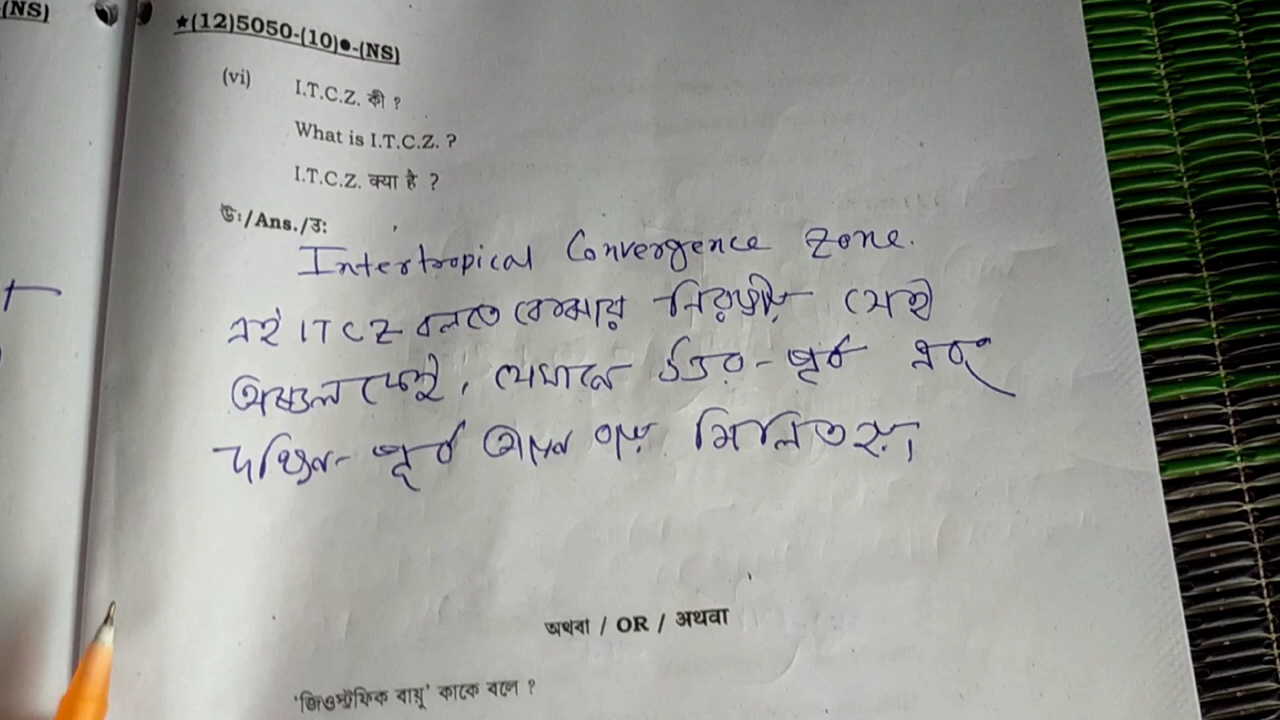 (NS)
★(12)5050-(10)●-(NS)
(vi) I.T.C.Z. কী ?
What is I.T.C.Z. ?
I.T.C.Z. क्या है ?
উঃ/Ans./उ:
Intertropical Convergence Zone.
এই ITCZ বলতে বোঝায় নিরক্ষীয় সেই
অঞ্চলকেই, যেখানে উত্তর-পূর্ব এবং
দক্ষিণ-পূর্ব আয়ন বায়ু মিলিত হয়।
অথবা / OR / अथवा
'জিওস্ট্রফিক বায়ু' কাকে বলে ?